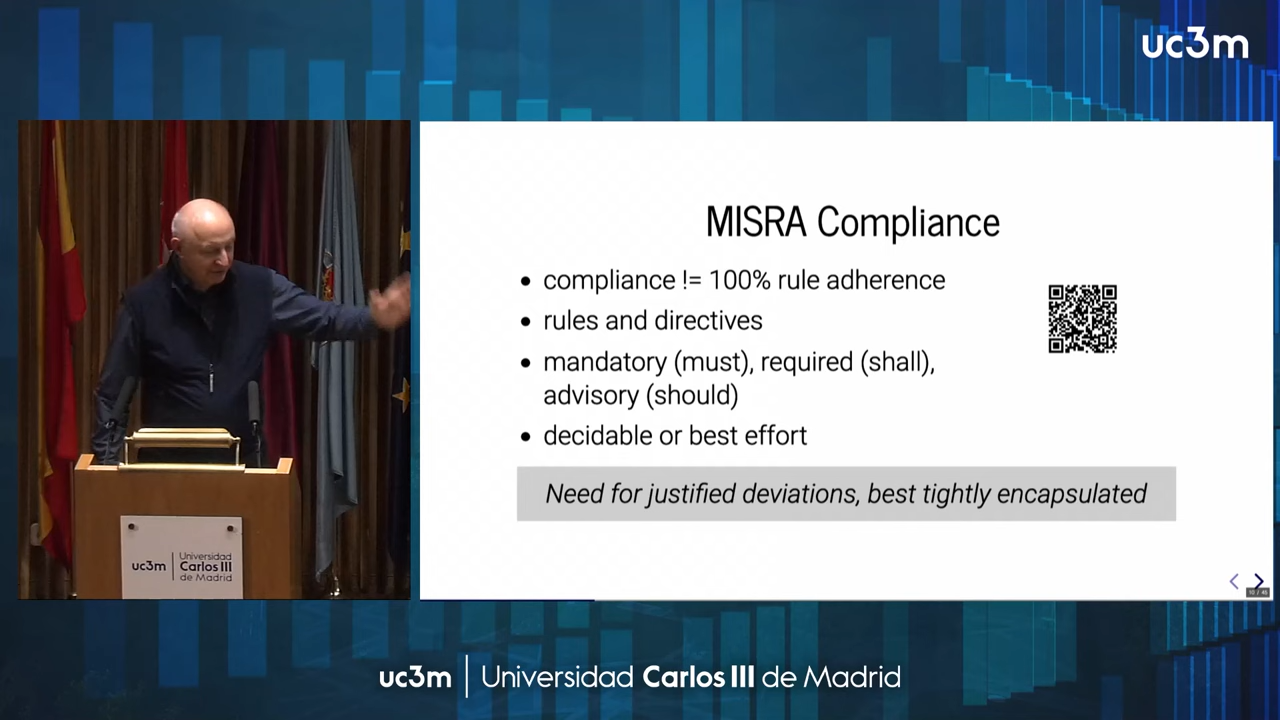 uc3m
MISRA Compliance
• compliance != 100% rule adherence
• rules and directives
• mandatory (must), required (shall),
advisory (should)
• decidable or best effort
Need for justified deviations, best tightly encapsulated
uc3m
Universidad
Carlos III
de Madrid
10 / 46
uc3m | Universidad Carlos III de Madrid